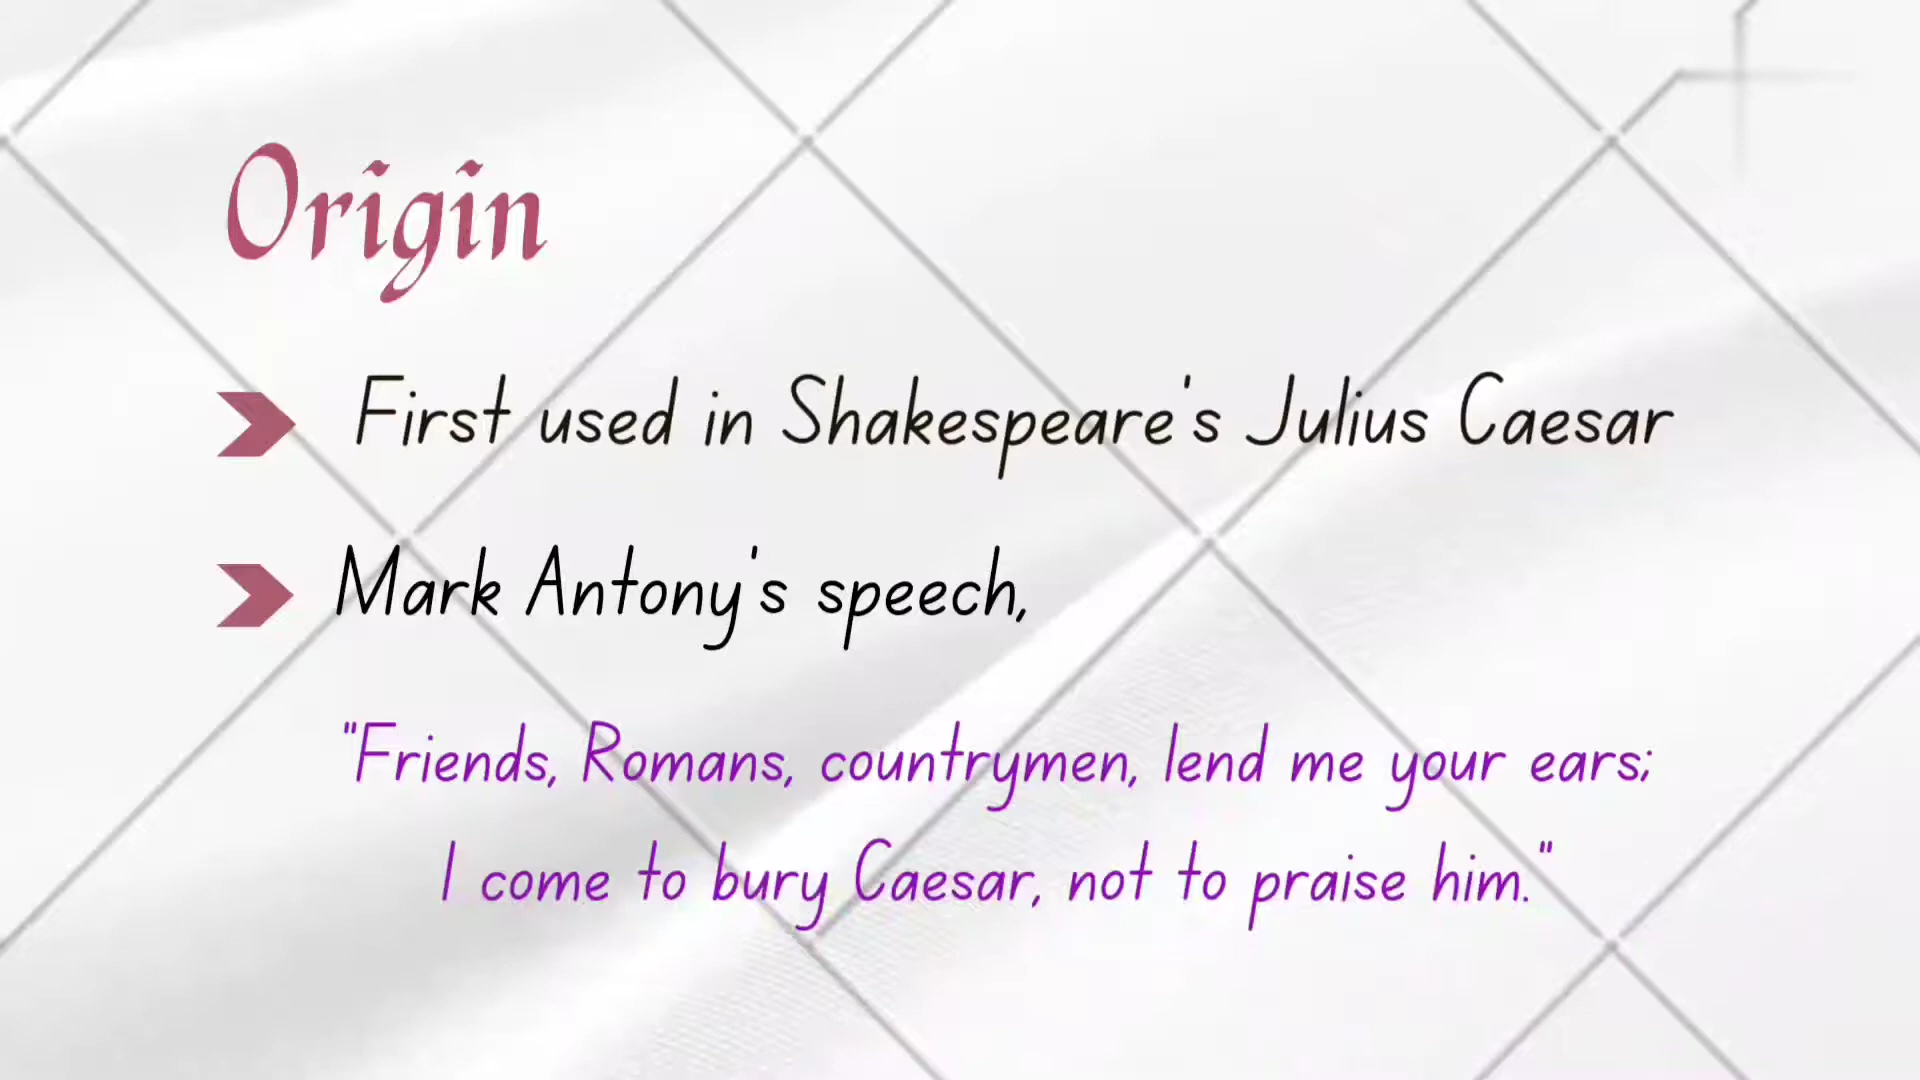 Origin
First used in Shakespeare's Julius Caesar
Mark Antony's speech,
"Friends, Romans, countrymen, lend me your ears;
I come to bury Caesar, not to praise him."